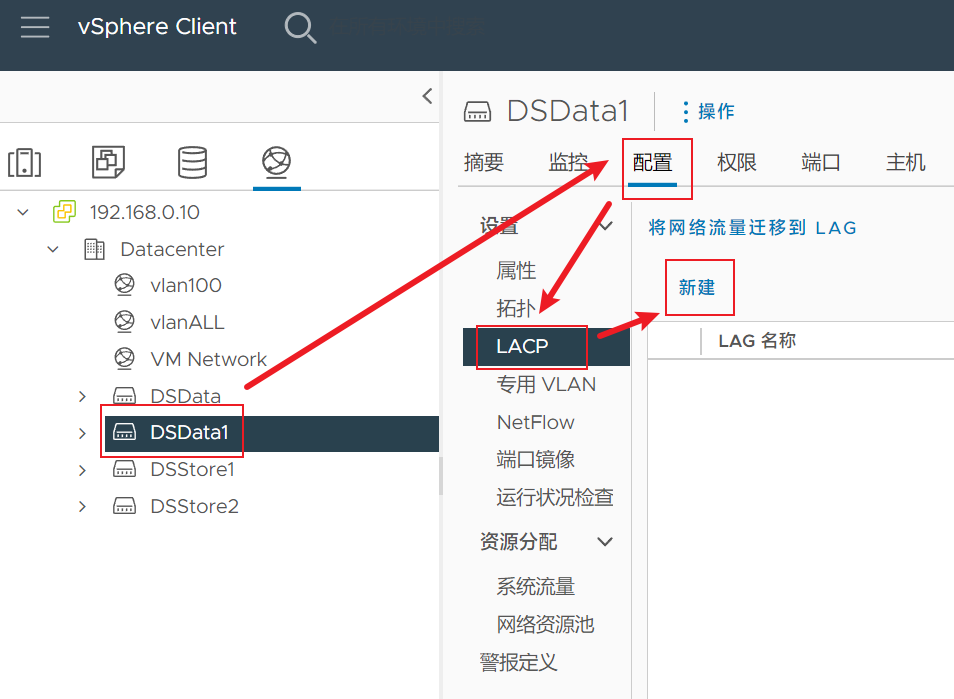 vSphere Client
192.168.0.10
Datacenter
vlan100
vlanALL
VM Network
DSData
DSData1
DSStore1
DSStore2
DSData1
操作
摘要 监控 配置 权限 端口 主机
设置
属性
拓扑
LACP
专用 VLAN
NetFlow
端口镜像
运行状况检查
资源分配
系统流量
网络资源池
警报定义
将网络流量迁移到 LAG
新建
LAG 名称